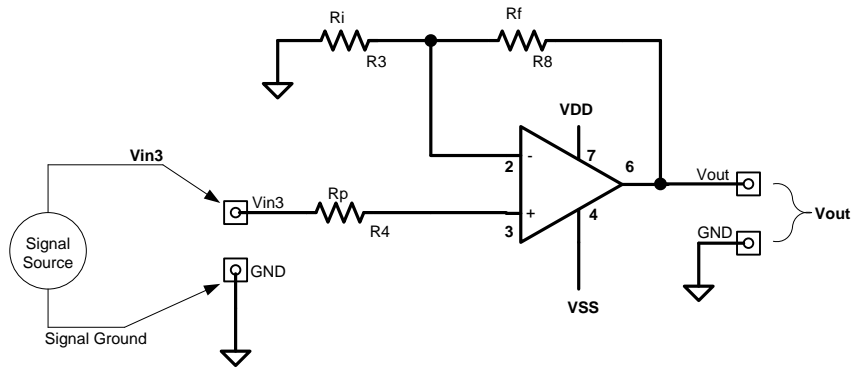 Ri
Rf
R3
R8
VDD
Vin3
2
-
7
6
Vout
Vin3
Rp
+
4
Signal
Source
R4
3
GND
Vout
GND
VSS
Signal Ground